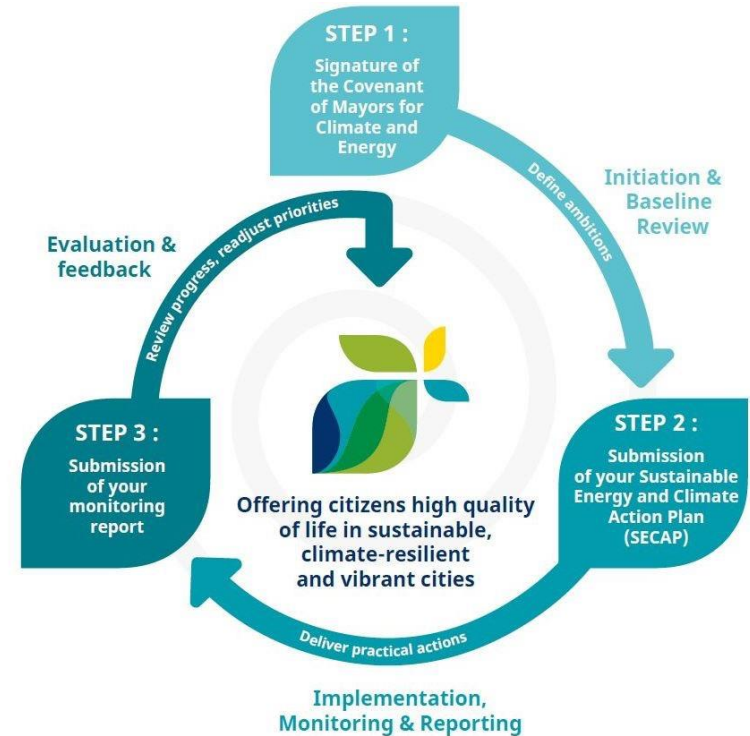 STEP 1 :
Signature of
the Covenant
of Mayors for
Climate and
Energy
Define ambitions
Initiation &
Baseline
Review
STEP 2 :
Submission
of your Sustainable
Energy and Climate
Action Plan
(SECAP)
Deliver practical actions
Implementation,
Monitoring & Reporting
STEP 3 :
Submission
of your
monitoring
report
Review progress, readjust priorities
Evaluation &
feedback
Offering citizens high quality
of life in sustainable,
climate-resilient
and vibrant cities